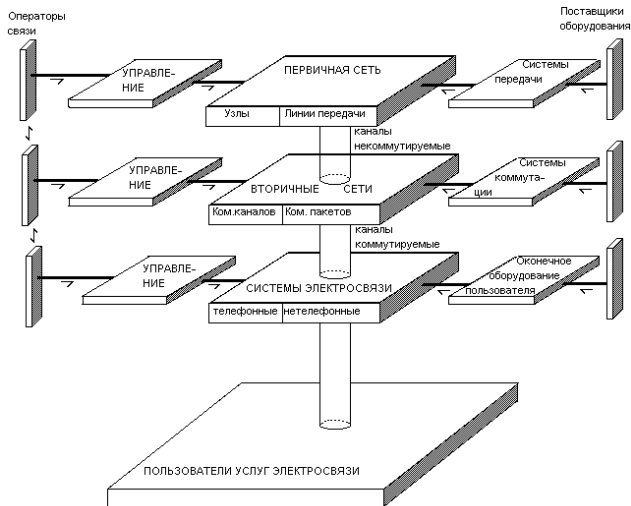 Операторы
связи
Поставщики
оборудования
УПРАВЛЕ-
НИЕ
ПЕРВИЧНАЯ СЕТЬ
Системы
передачи
Узлы
Линии передачи
каналы
некоммутируемые
УПРАВЛЕ-
НИЕ
ВТОРИЧНЫЕ СЕТИ
Системы
коммута-
ции
Ком.каналов
Ком. пакетов
каналы
коммутируемые
УПРАВЛЕ-
НИЕ
СИСТЕМЫ ЭЛЕКТРОСВЯЗИ
Оконечное
оборудование
пользователя
телефонные
нетелефонные
ПОЛЬЗОВАТЕЛИ УСЛУГ ЭЛЕКТРОСВЯЗИ